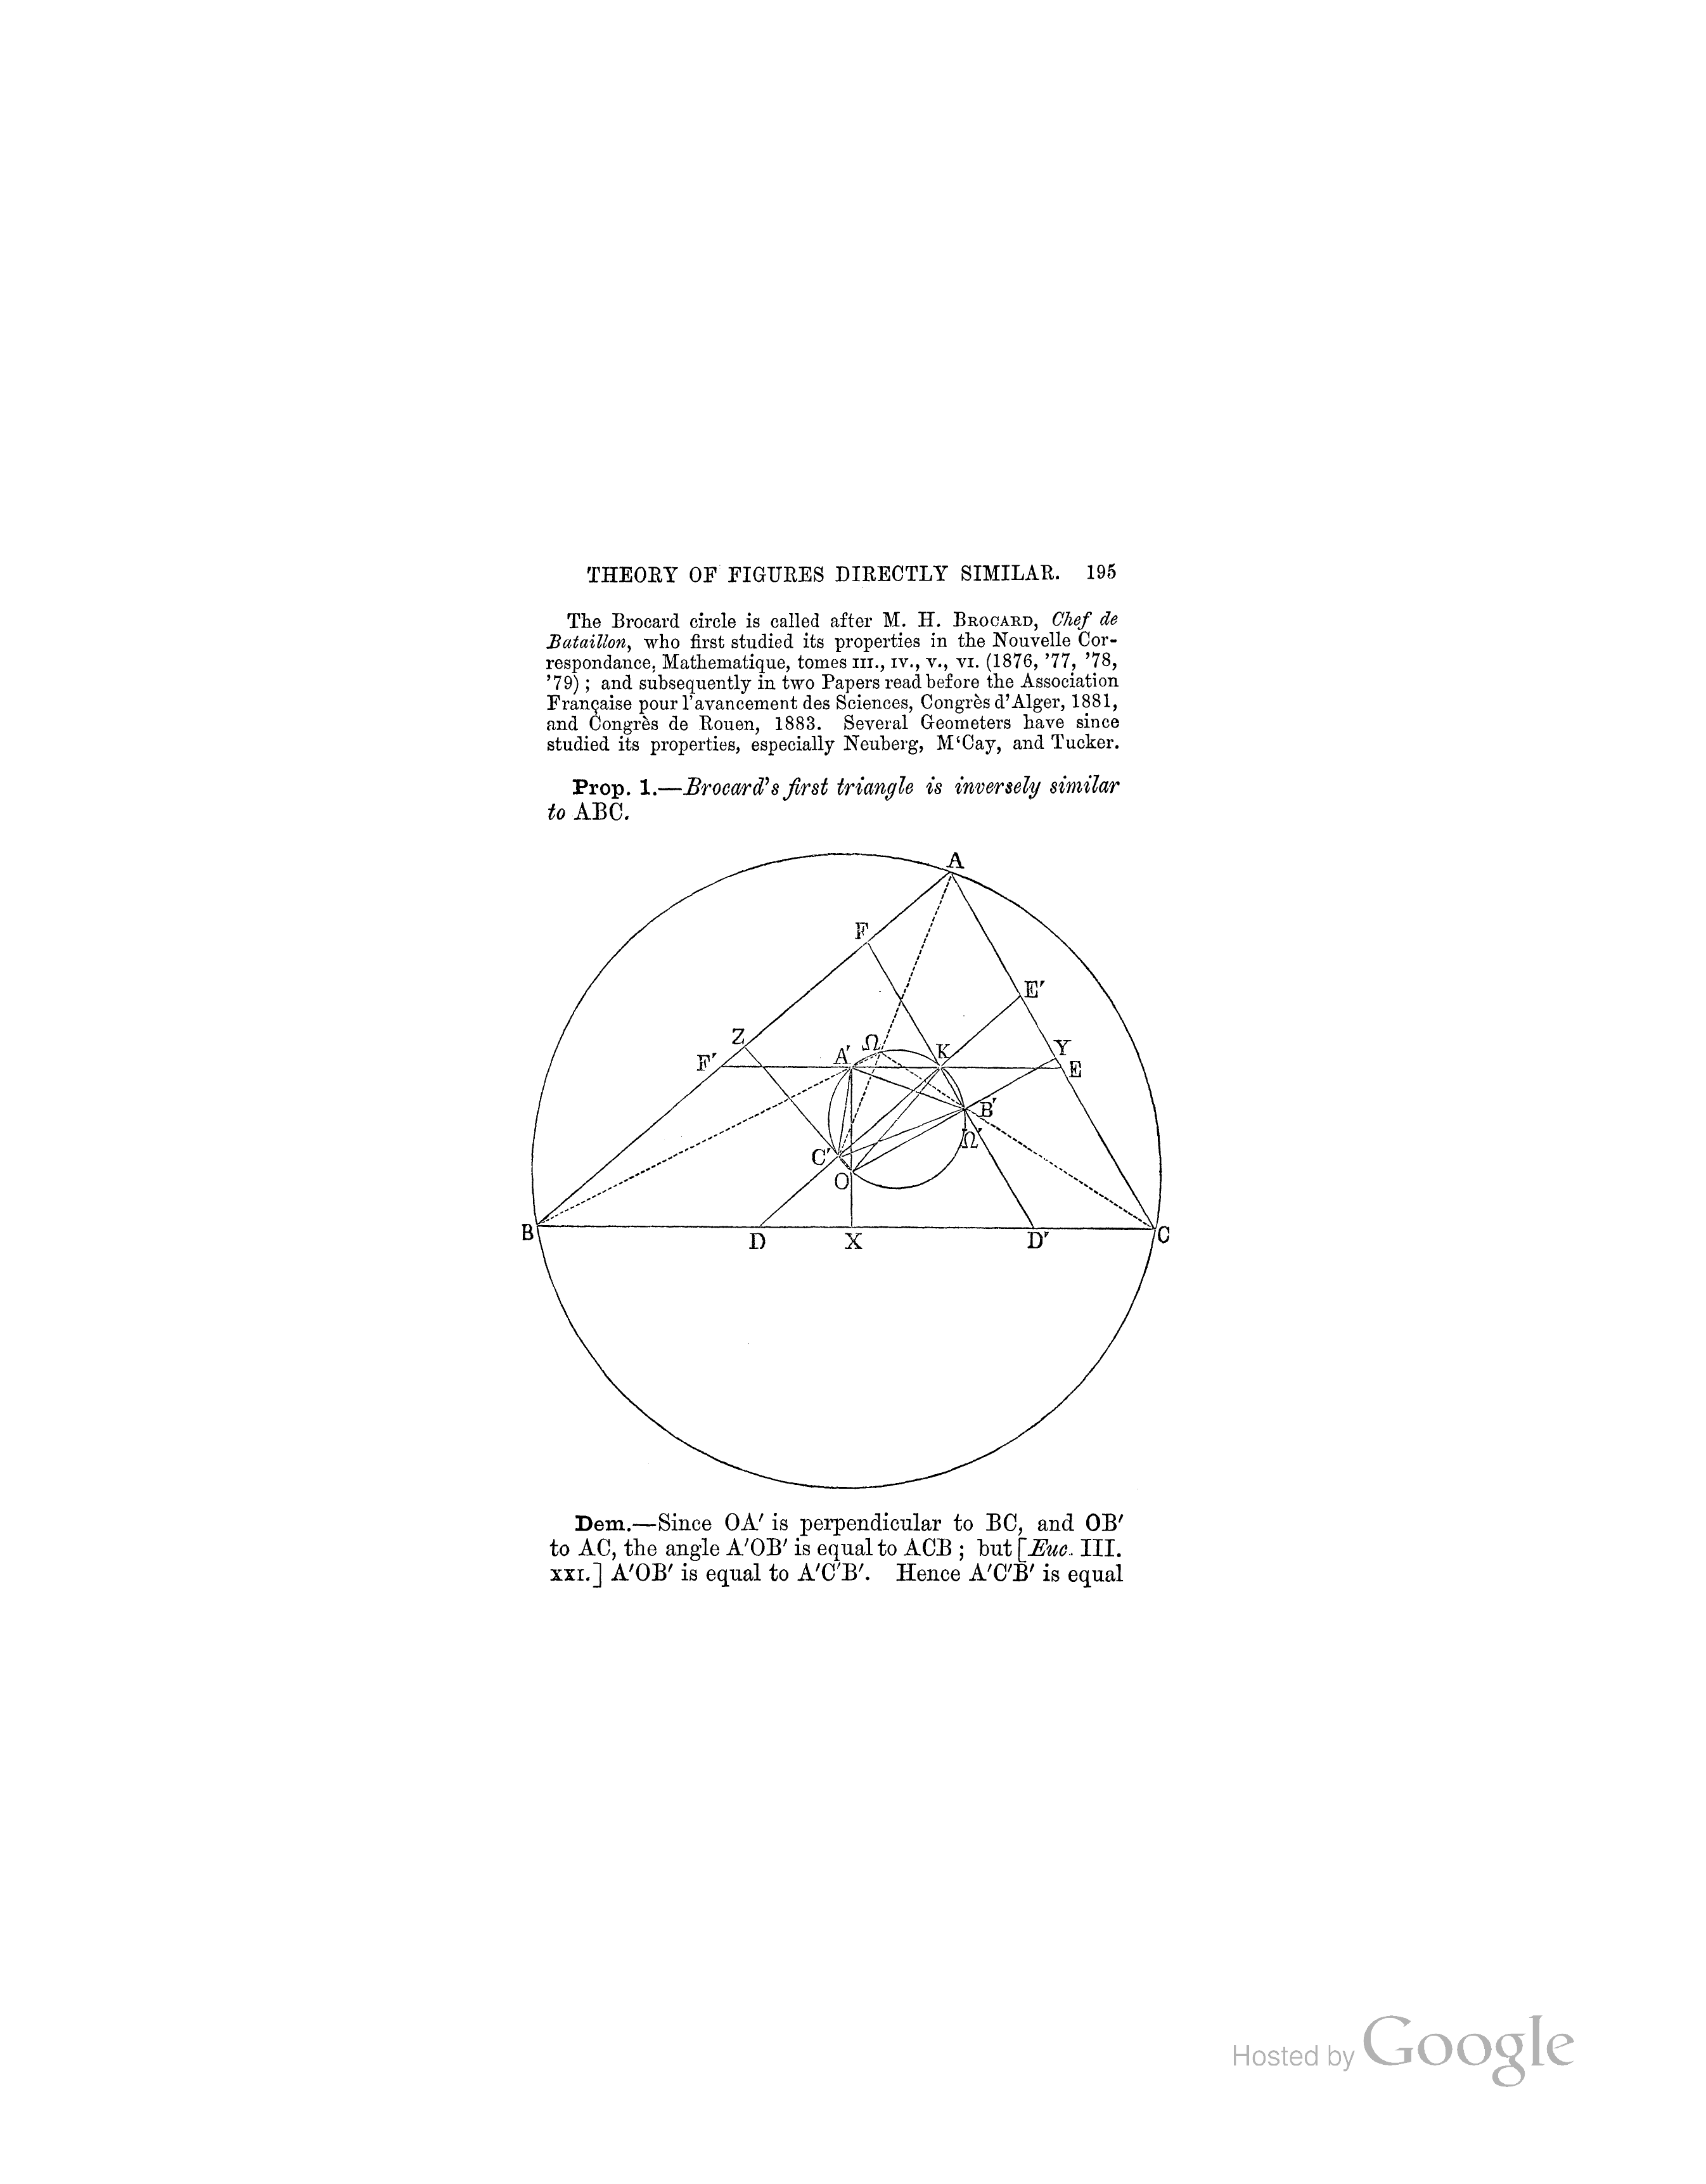 THEORY OF FIGURES DIRECTLY SIMILAR. 195
The Brocard circle is called after M. H. BROCARD, Chef de
Bataillon, who first studied its properties in the Nouvelle Cor-
respondance, Mathematique, tomes III., IV., V., VI. (1876, '77, '78,
'79) ; and subsequently in two Papers read before the Association
Française pour l'avancement des Sciences, Congrès d'Alger, 1881,
and Congrès de Rouen, 1883. Several Geometers have since
studied its properties, especially Neuberg, M‘Cay, and Tucker.
Prop. 1.—Brocard's first triangle is inversely similar
to ABC.
A
F
E′
Z
Ω
K
Y
F′
A′
E
B′
Ω′
C′
O
B
D
X
D′
C
Dem.—Since OA′ is perpendicular to BC, and OB′
to AC, the angle A′OB′ is equal to ACB ; but [Euc. III.
XXI.] A′OB′ is equal to A′C′B′. Hence A′C′B′ is equal
Hosted by Google